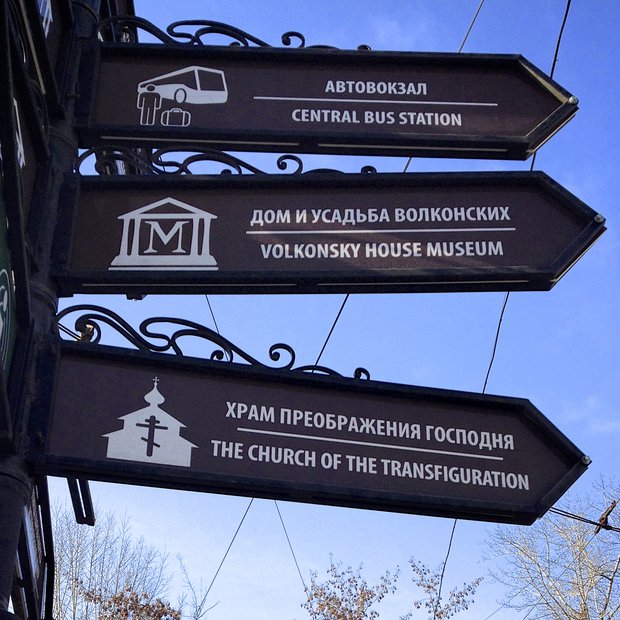 АВТОВОКЗАЛ
CENTRAL BUS STATION
М
ДОМ И УСАДЬБА ВОЛКОНСКИХ
VOLKONSKY HOUSE MUSEUM
ХРАМ ПРЕОБРАЖЕНИЯ ГОСПОДНЯ
THE CHURCH OF THE TRANSFIGURATION